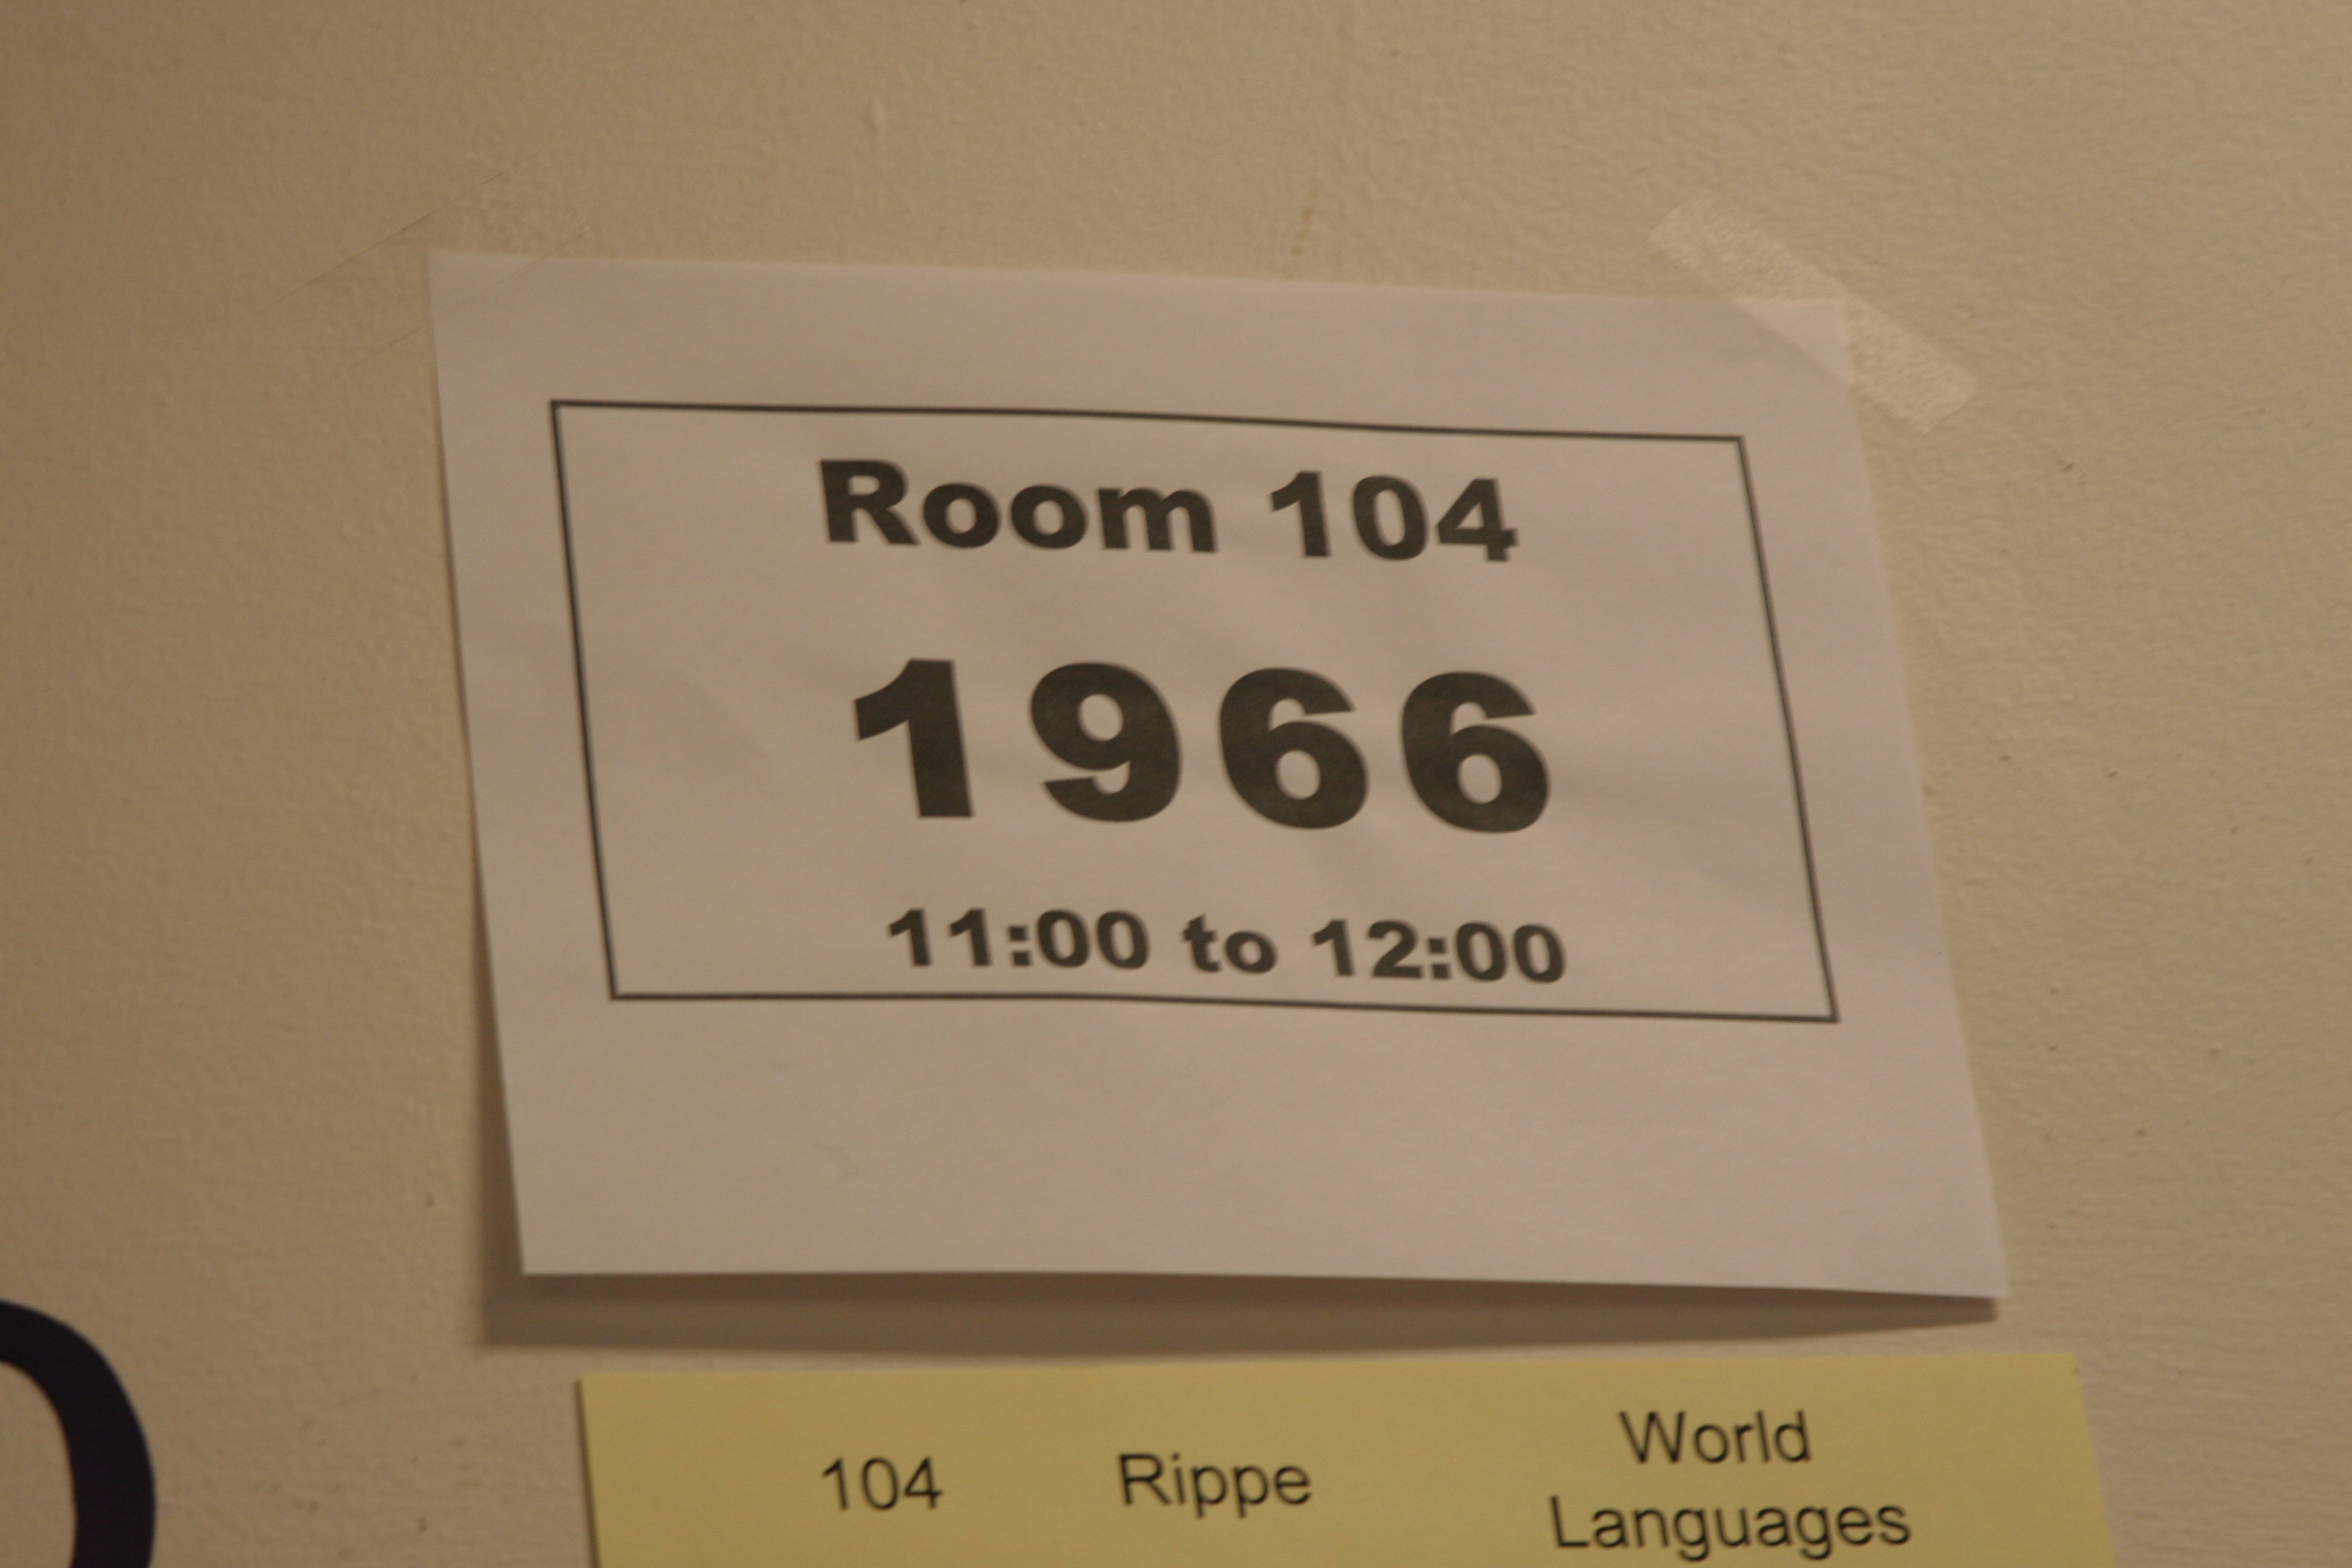 Room 104
1966
11:00 to 12:00
104 Rippe World Languages